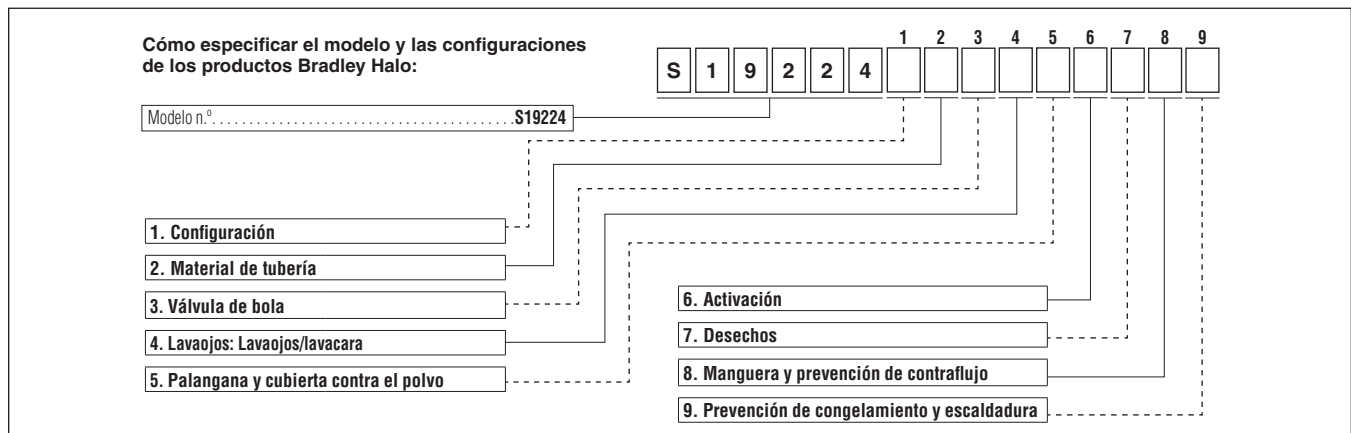 Cómo especificar el modelo y las configuraciones
de los productos Bradley Halo:
1 2 3 4 5 6 7 8 9
S 1 9 2 2 4
Modelo n.º. . . . . . . . . . . . . . . . . . . . . . . . . . . . . . . . . . . . . . . . .S19224
1. Configuración
2. Material de tubería
3. Válvula de bola
4. Lavaojos: Lavaojos/lavacara
5. Palangana y cubierta contra el polvo
6. Activación
7. Desechos
8. Manguera y prevención de contraflujo
9. Prevención de congelamiento y escaldadura